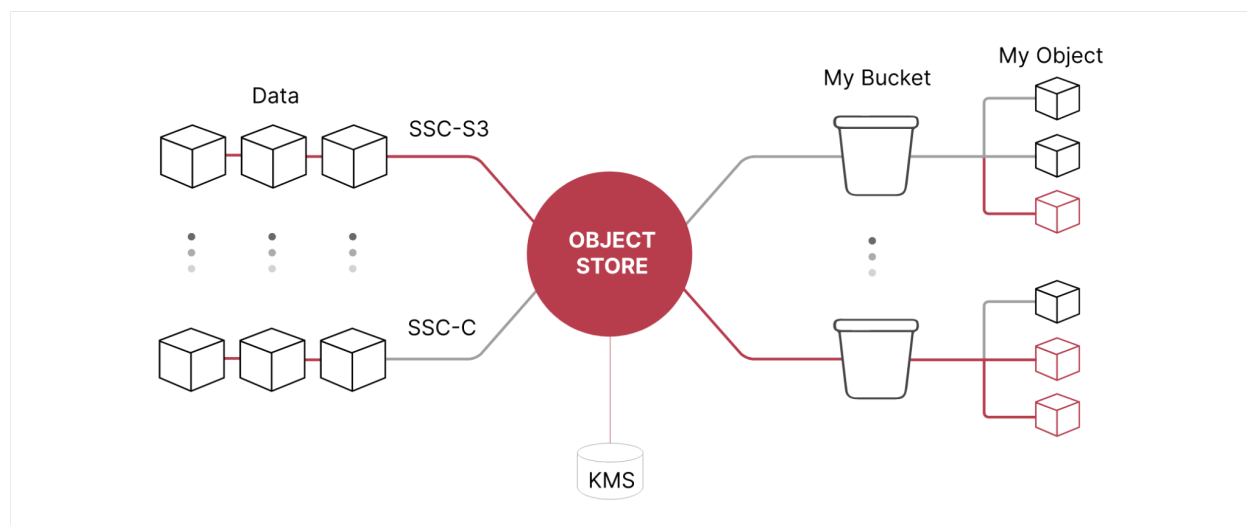 My Object
My Bucket
Data
SSC-S3
OBJECT
STORE
SSC-C
KMS